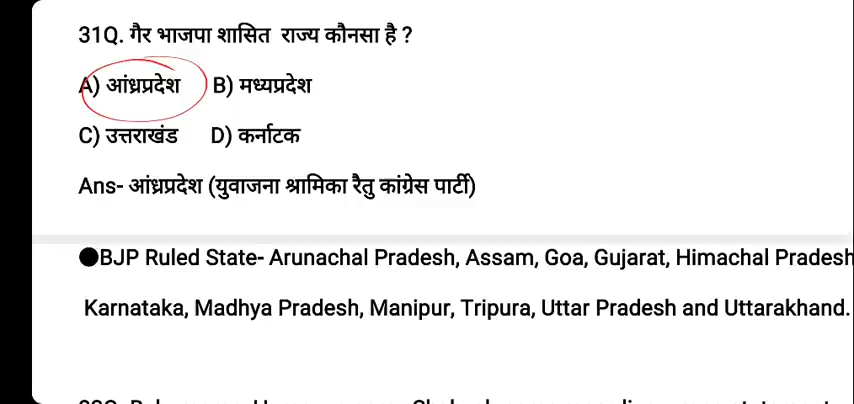 31Q. गैर भाजपा शासित राज्य कौनसा है ?
A) आंध्रप्रदेश B) मध्यप्रदेश
C) उत्तराखंड D) कर्नाटक
Ans- आंध्रप्रदेश (युवाजना श्रामिका रैतु कांग्रेस पार्टी)
●BJP Ruled State- Arunachal Pradesh, Assam, Goa, Gujarat, Himachal Pradesh
Karnataka, Madhya Pradesh, Manipur, Tripura, Uttar Pradesh and Uttarakhand.